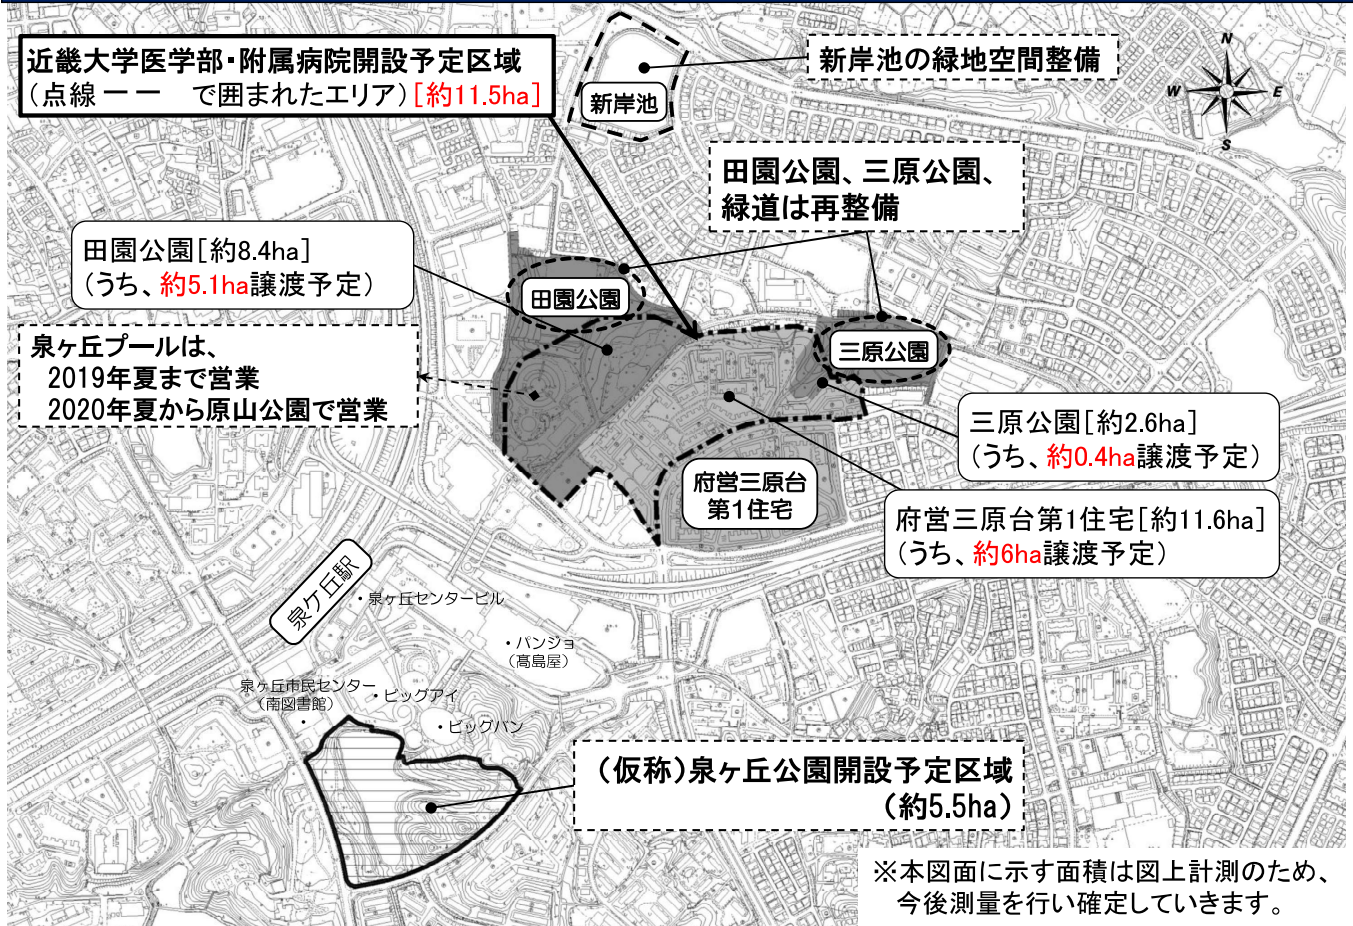 近畿大学医学部・附属病院開設予定区域
（点線 ーー で囲まれたエリア）[約11.5ha]
新岸池の緑地空間整備
新岸池
N
W
E
S
田園公園、三原公園、
緑道は再整備
田園公園[約8.4ha]
（うち、約5.1ha譲渡予定）
田園公園
三原公園
泉ヶ丘プールは、
2019年夏まで営業
2020年夏から原山公園で営業
三原公園[約2.6ha]
（うち、約0.4ha譲渡予定）
府営三原台
第1住宅
府営三原台第1住宅[約11.6ha]
（うち、約6ha譲渡予定）
泉ケ丘駅
・泉ヶ丘センタービル
・パンジョ
（髙島屋）
泉ヶ丘市民センター
（南図書館）
・ビッグアイ
・ビッグバン
（仮称）泉ヶ丘公園開設予定区域
（約5.5ha）
※本図面に示す面積は図上計測のため、
今後測量を行い確定していきます。